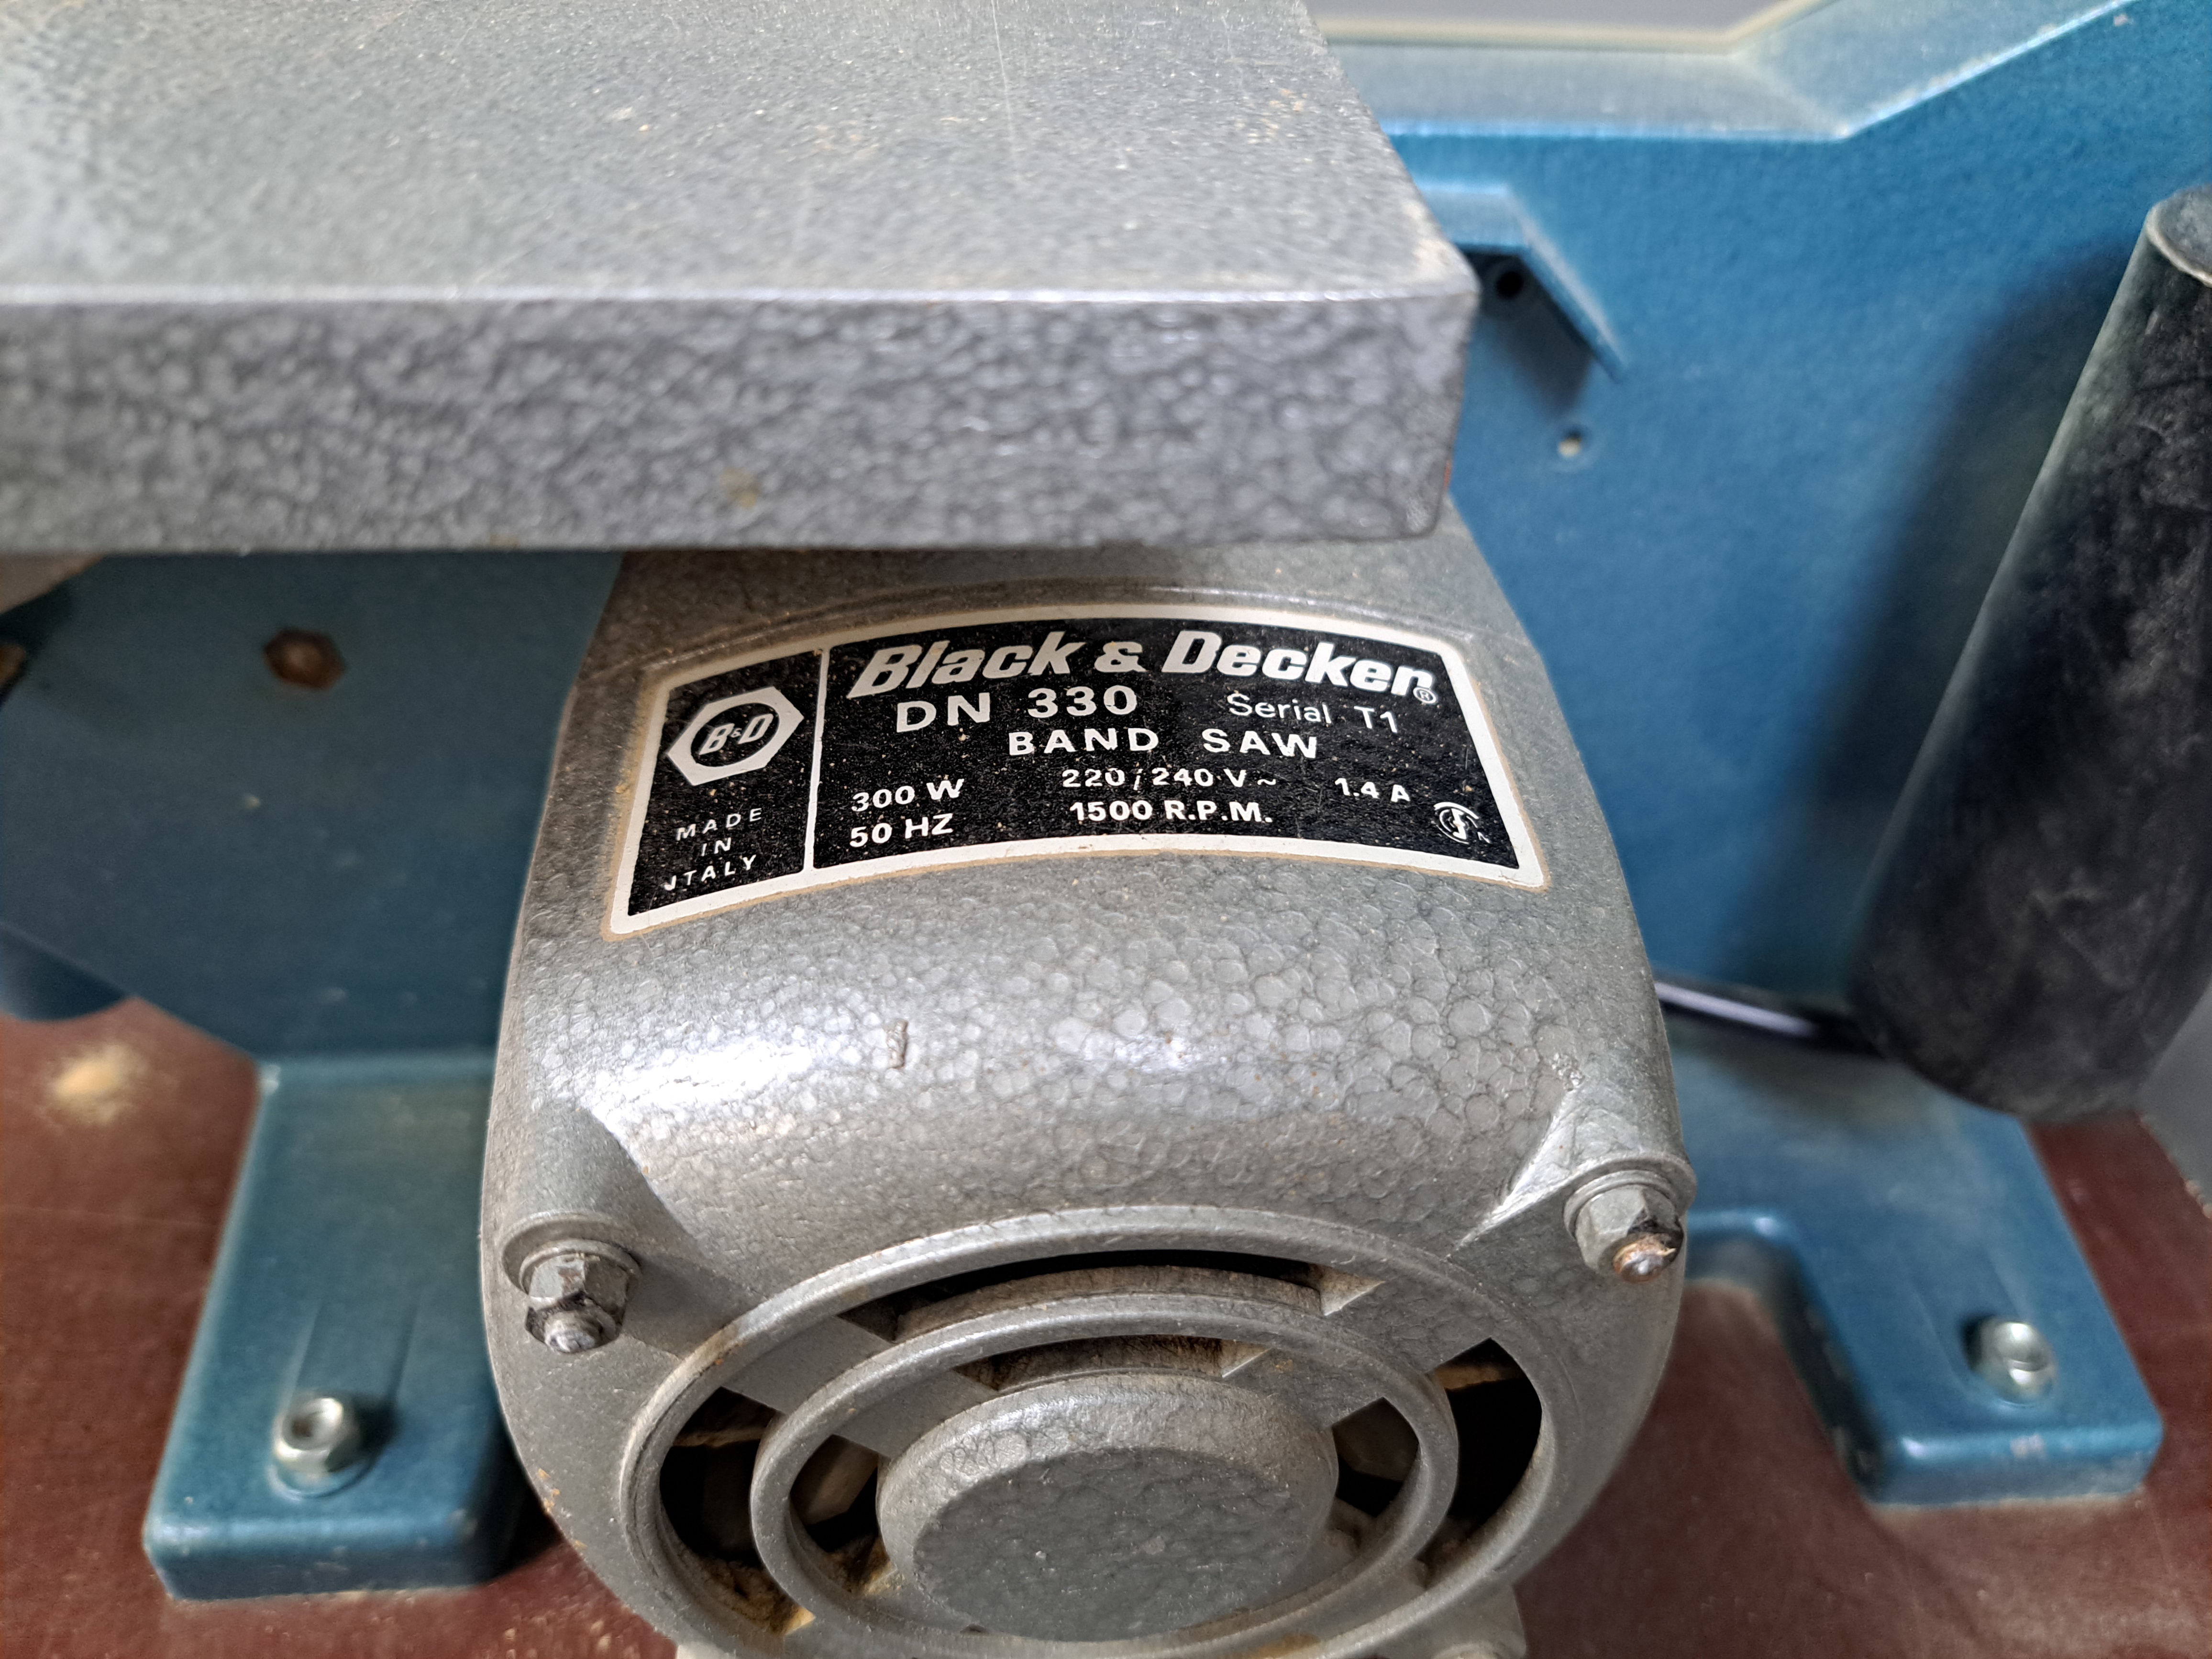 Black & Decker®
DN 330 Serial T1
BAND SAW
300 W 220/240 V~ 1.4 A
50 HZ 1500 R.P.M.
B&D
MADE
IN
ITALY